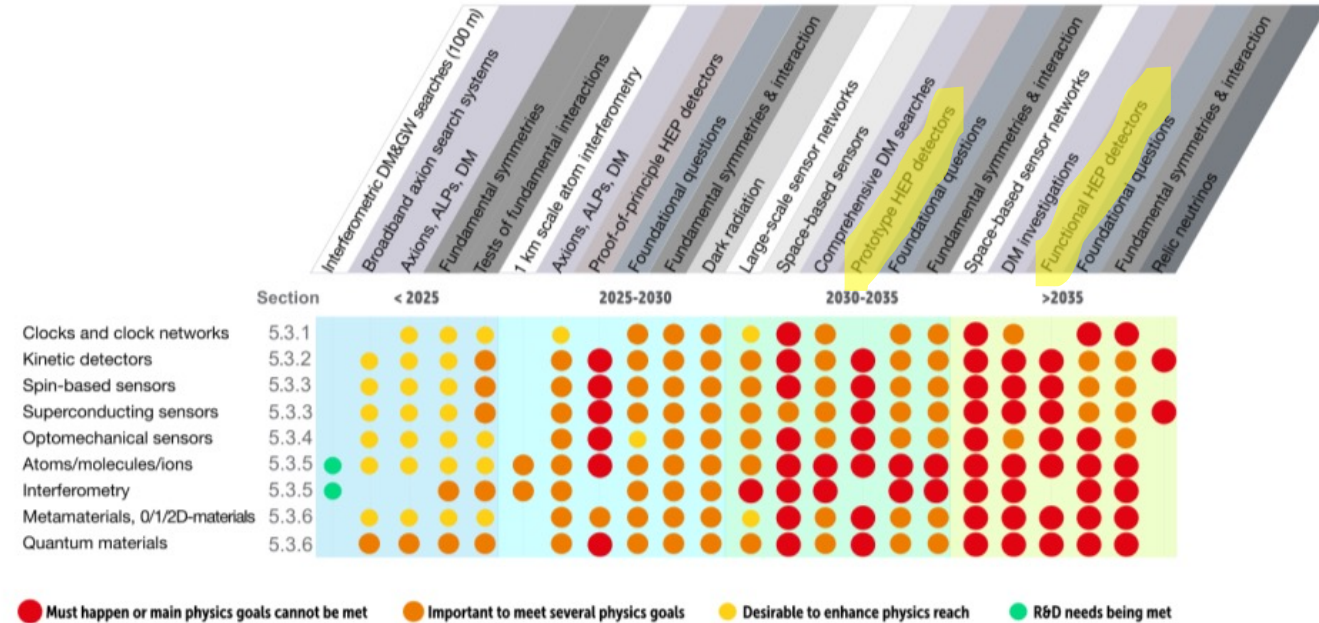 Interferometric DM&GW searches (100 m)
Broadband axion search systems
Axions, ALPs, DM
Fundamental symmetries
Tests of fundamental interactions
1 km scale atom interferometry
Axions, ALPs, DM
Proof-of-principle HEP detectors
Foundational questions
Fundamental symmetries & interaction
Dark radiation
Large-scale sensor networks
Space-based sensors
Comprehensive DM searches
Prototype HEP detectors
Foundational questions
Fundamental symmetries & interaction
Space-based sensor networks
DM investigations
Functional HEP detectors
Foundational questions
Fundamental symmetries & interaction
Relic neutrinos
Section < 2025 2025-2030 2030-2035 >2035
Clocks and clock networks 5.3.1
Kinetic detectors 5.3.2
Spin-based sensors 5.3.3
Superconducting sensors 5.3.3
Optomechanical sensors 5.3.4
Atoms/molecules/ions 5.3.5
Interferometry 5.3.5
Metamaterials, 0/1/2D-materials 5.3.6
Quantum materials 5.3.6
Must happen or main physics goals cannot be met Important to meet several physics goals Desirable to enhance physics reach R&D needs being met